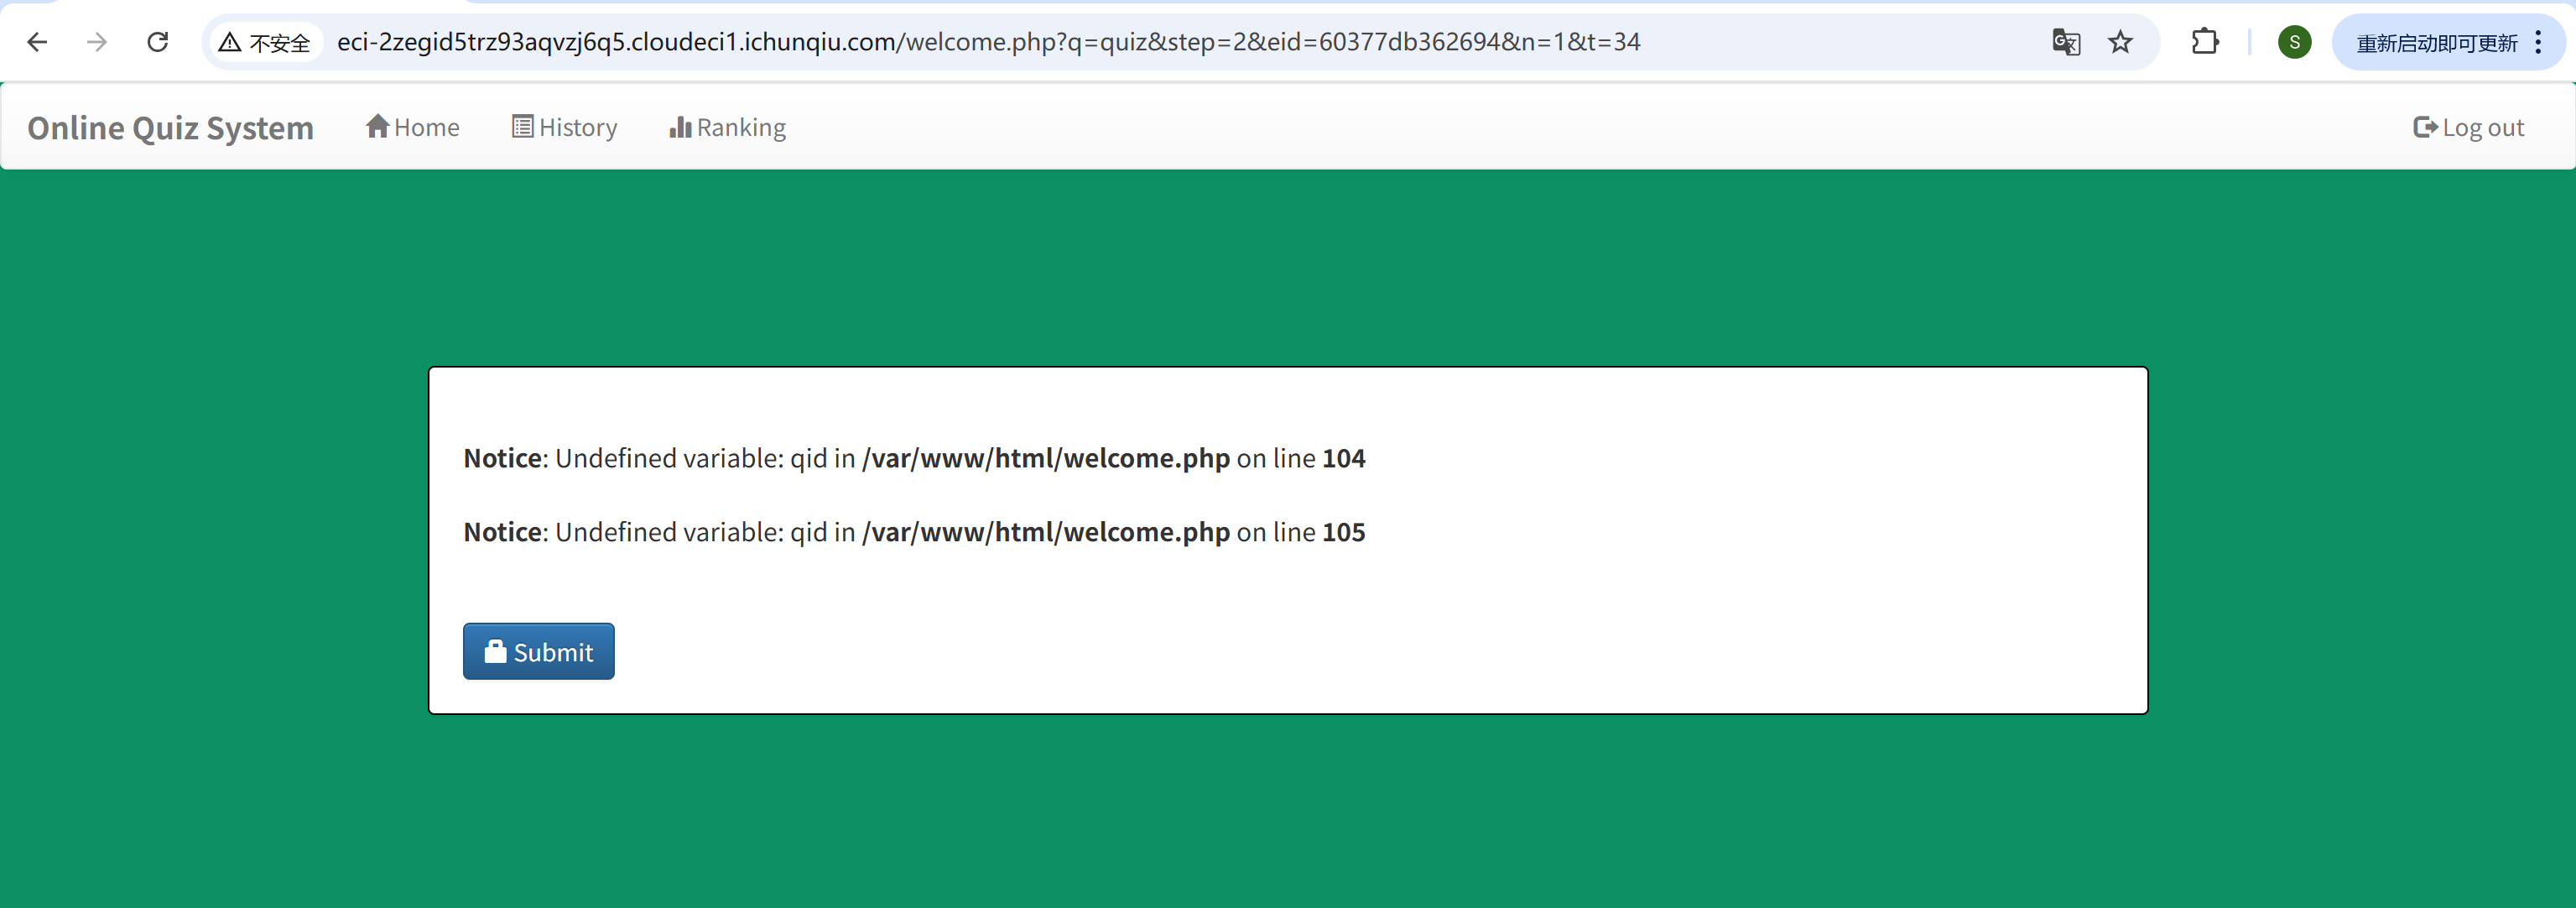 不安全 eci-2zegid5trz93aqvzj6q5.cloudeci1.ichunqiu.com/welcome.php?q=quiz&step=2&eid=60377db362694&n=1&t=34 S 重新启动即可更新
Online Quiz System Home History Ranking Log out
Notice: Undefined variable: qid in /var/www/html/welcome.php on line 104
Notice: Undefined variable: qid in /var/www/html/welcome.php on line 105
Submit